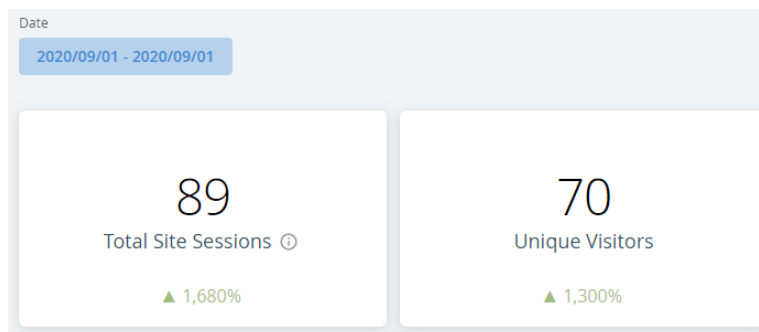 Date
2020/09/01 - 2020/09/01
89
Total Site Sessions
▲ 1,680%
70
Unique Visitors
▲ 1,300%